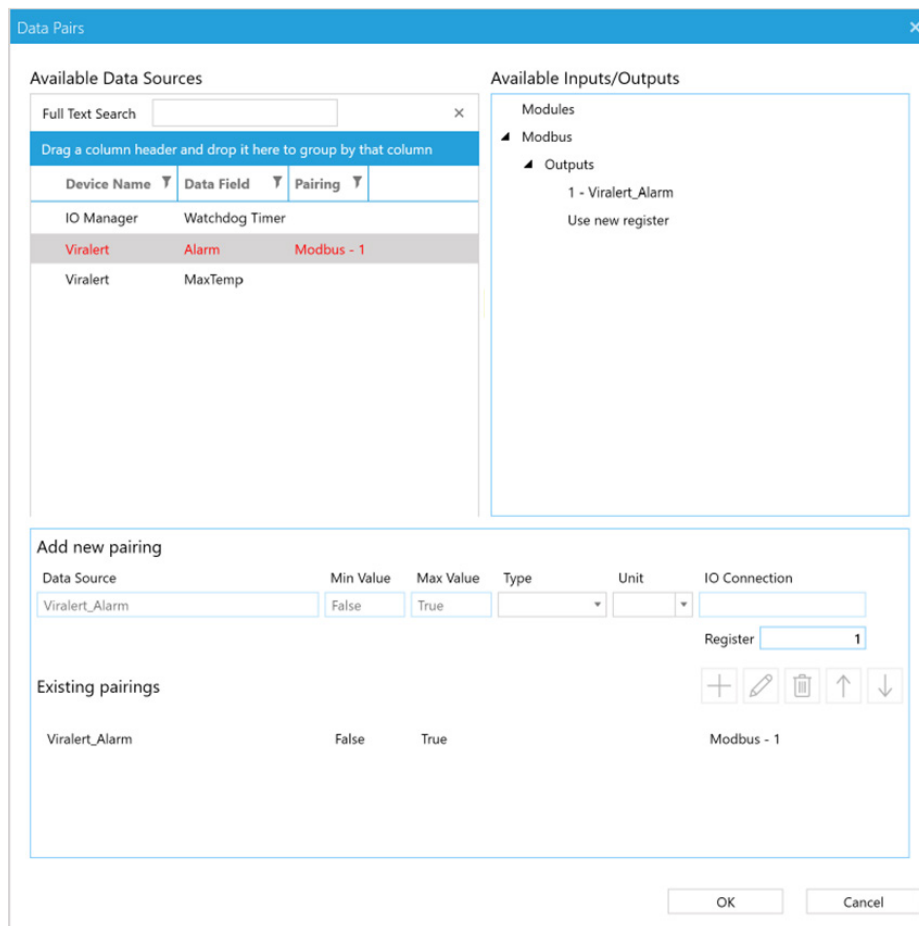 Data Pairs
Available Data Sources
Available Inputs/Outputs
Full Text Search
Drag a column header and drop it here to group by that column
Device Name Data Field Pairing
IO Manager Watchdog Timer
Viralert Alarm Modbus - 1
Viralert MaxTemp
Modules
Modbus
Outputs
1 - Viralert_Alarm
Use new register
Add new pairing
Data Source Min Value Max Value Type Unit IO Connection
Viralert_Alarm False True
Register 1
Existing pairings
Viralert_Alarm False True Modbus - 1
OK Cancel